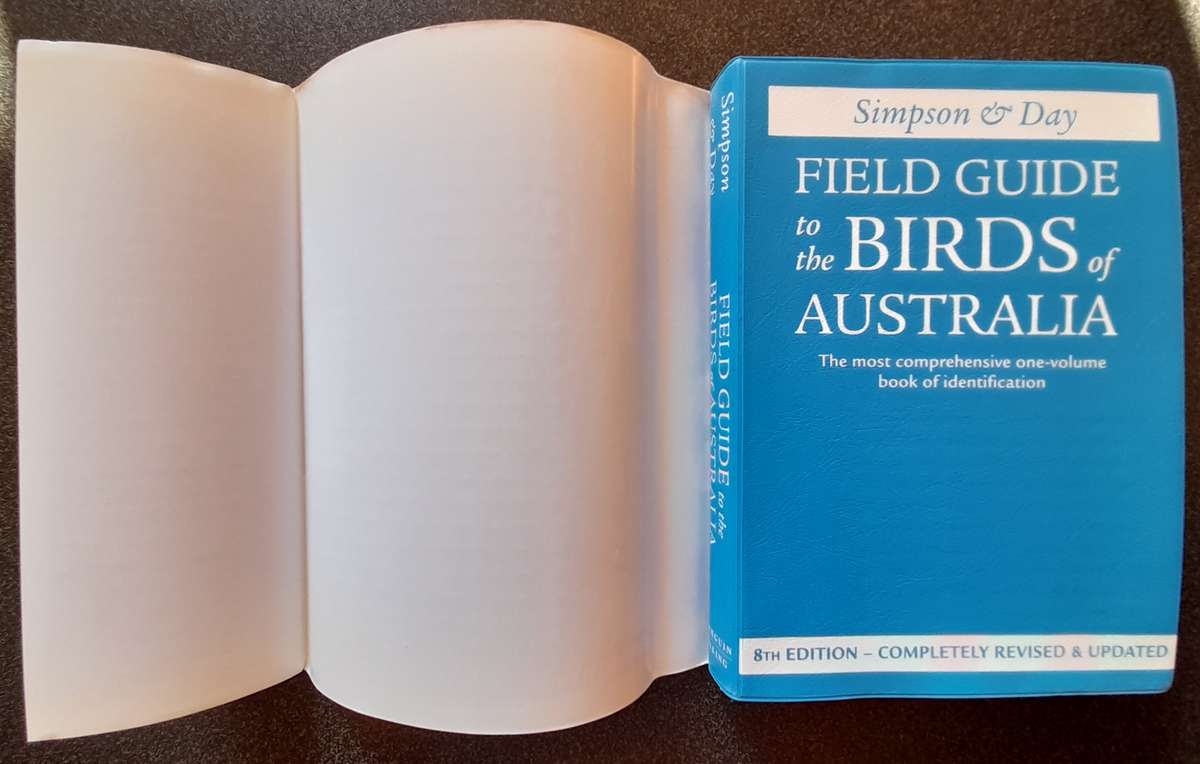 Simpson
& Day
FIELD GUIDE to the
BIRDS of AUSTRALIA
Simpson & Day
FIELD GUIDE
to
the BIRDS of
AUSTRALIA
The most comprehensive one-volume
book of identification
8TH EDITION – COMPLETELY REVISED & UPDATED